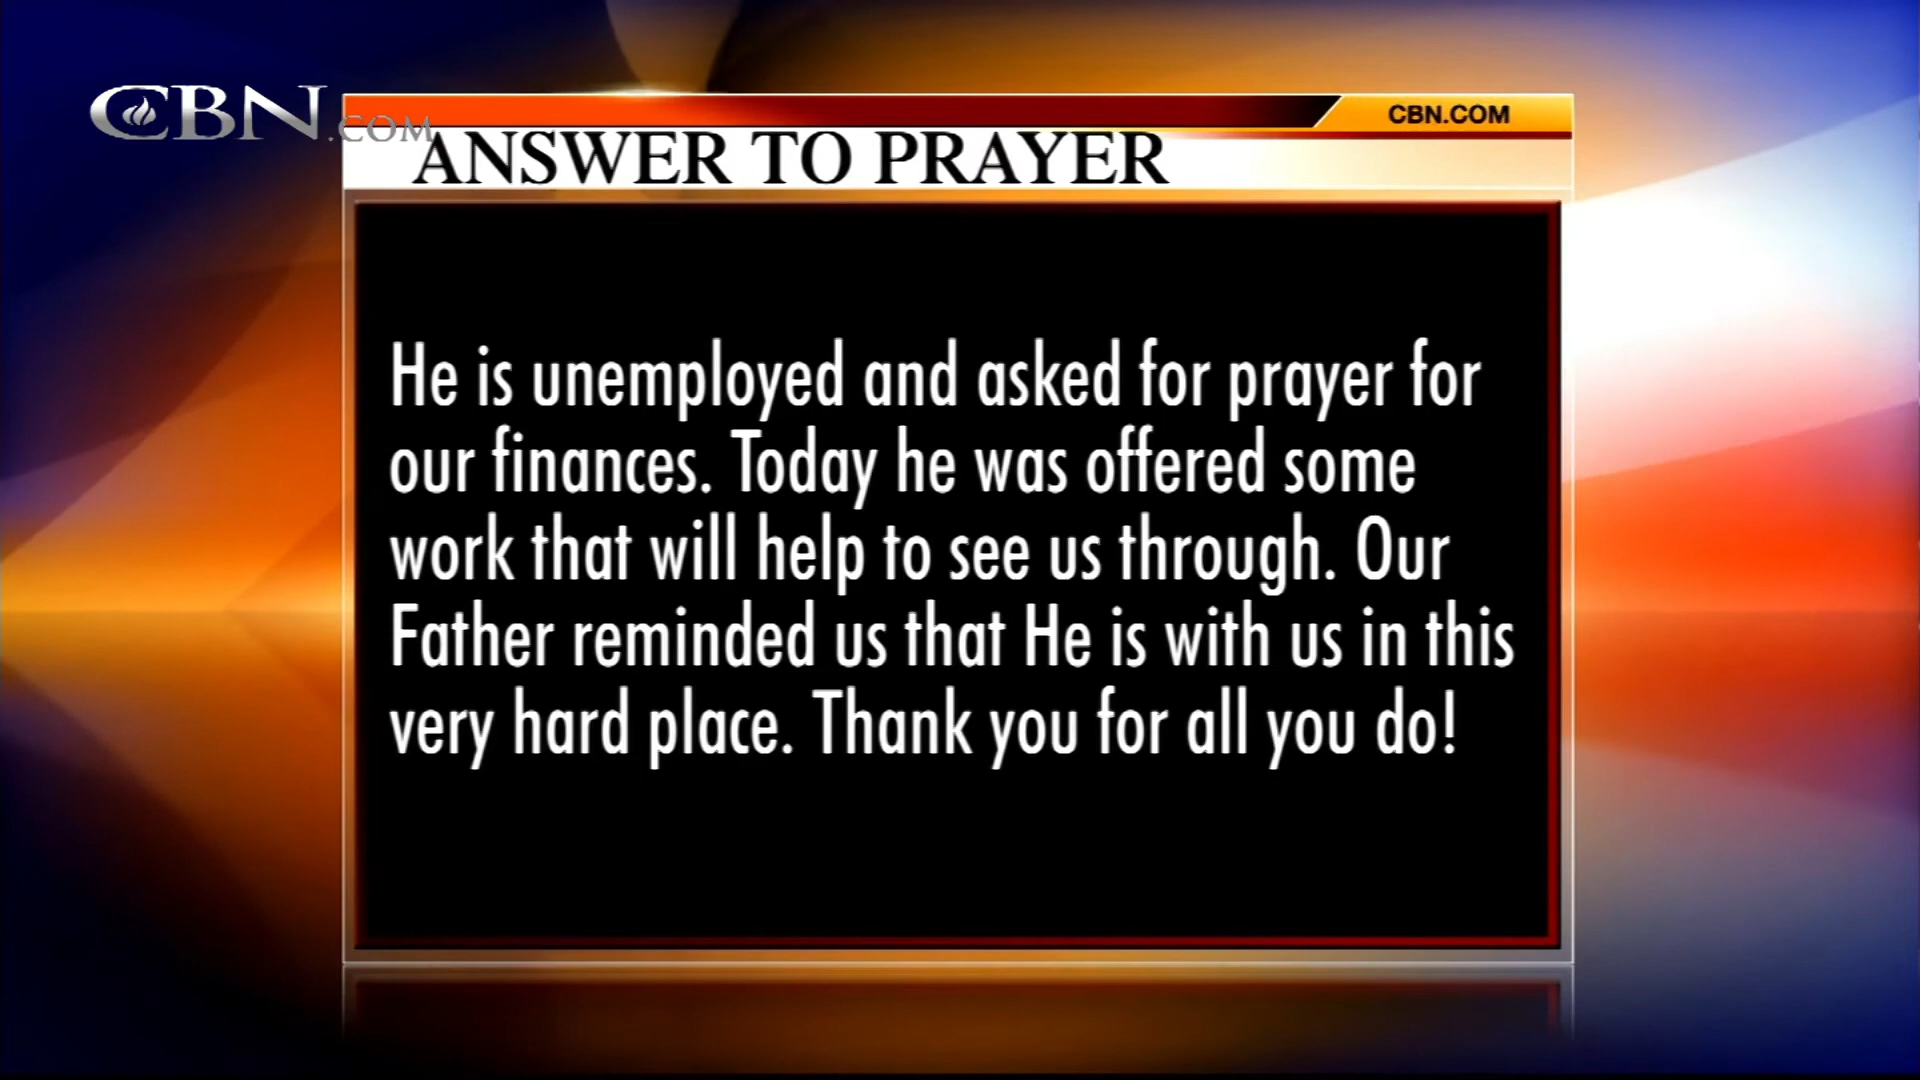 CBN.COM
CBN.COM
ANSWER TO PRAYER
He is unemployed and asked for prayer for
our finances. Today he was offered some
work that will help to see us through. Our
Father reminded us that He is with us in this
very hard place. Thank you for all you do!